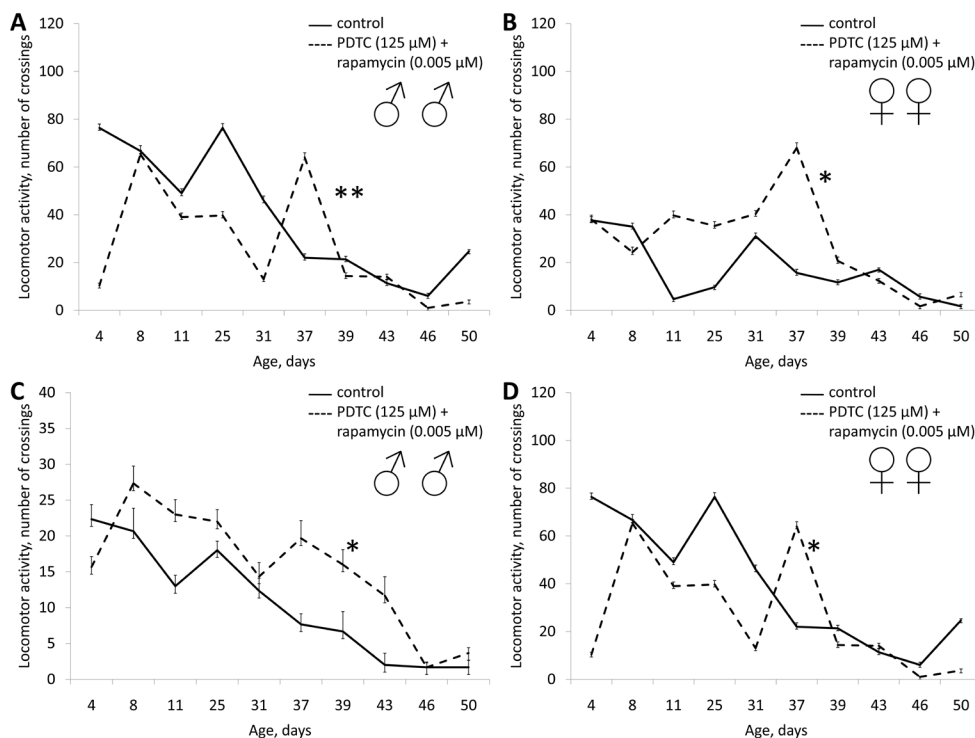 A
Locomotor activity, number of crossings
120
100
80
60
40
20
0
control
PDTC (125 µM) +
rapamycin (0.005 µM)
**
4 8 11 25 31 37 39 43 46 50
Age, days
B
Locomotor activity, number of crossings
120
100
80
60
40
20
0
control
PDTC (125 µM) +
rapamycin (0.005 µM)
*
4 8 11 25 31 37 39 43 46 50
Age, days
C
Locomotor activity, number of crossings
40
35
30
25
20
15
10
5
0
control
PDTC (125 µM) +
rapamycin (0.005 µM)
*
4 8 11 25 31 37 39 43 46 50
Age, days
D
Locomotor activity, number of crossings
120
100
80
60
40
20
0
control
PDTC (125 µM) +
rapamycin (0.005 µM)
*
4 8 11 25 31 37 39 43 46 50
Age, days